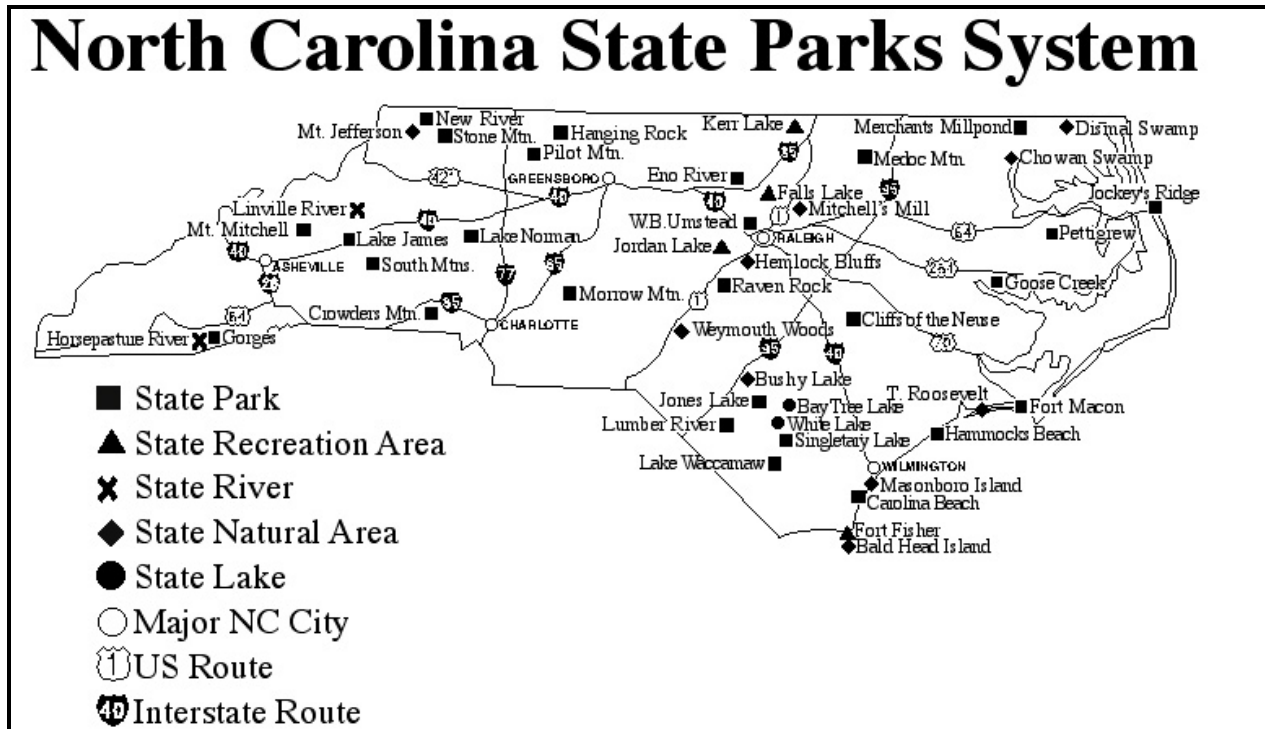 North Carolina State Parks System
New River
Mt. Jefferson
Stone Mtn.
Hanging Rock
Pilot Mtn.
Kerr Lake
Merchants Millpond
Dismal Swamp
Medoc Mtn.
Chowan Swamp
85
95
421
GREENSBORO
40
Eno River
40
Falls Lake
Jockey's Ridge
Linville River
40
W.B. Umstead
1
Mitchell's Mill
Mt. Mitchell
Lake James
Lake Norman
Jordan Lake
RALEIGH
64
Pettigrew
40
ASHEVILLE
South Mtns.
77
85
Hemlock Bluffs
264
26
Goose Creek
Morrow Mtn.
Raven Rock
1
64
Crowders Mtn.
85
CHARLOTTE
Weymouth Woods
Cliffs of the Neuse
Horsepasture River
Gorges
95
40
70
Bushy Lake
T. Roosevelt
Jones Lake
Bay Tree Lake
Fort Macon
Lumber River
White Lake
Singletary Lake
Hammocks Beach
Lake Waccamaw
WILMINGTON
Masonboro Island
Carolina Beach
Fort Fisher
Bald Head Island
State Park
State Recreation Area
State River
State Natural Area
State Lake
Major NC City
1 US Route
40 Interstate Route